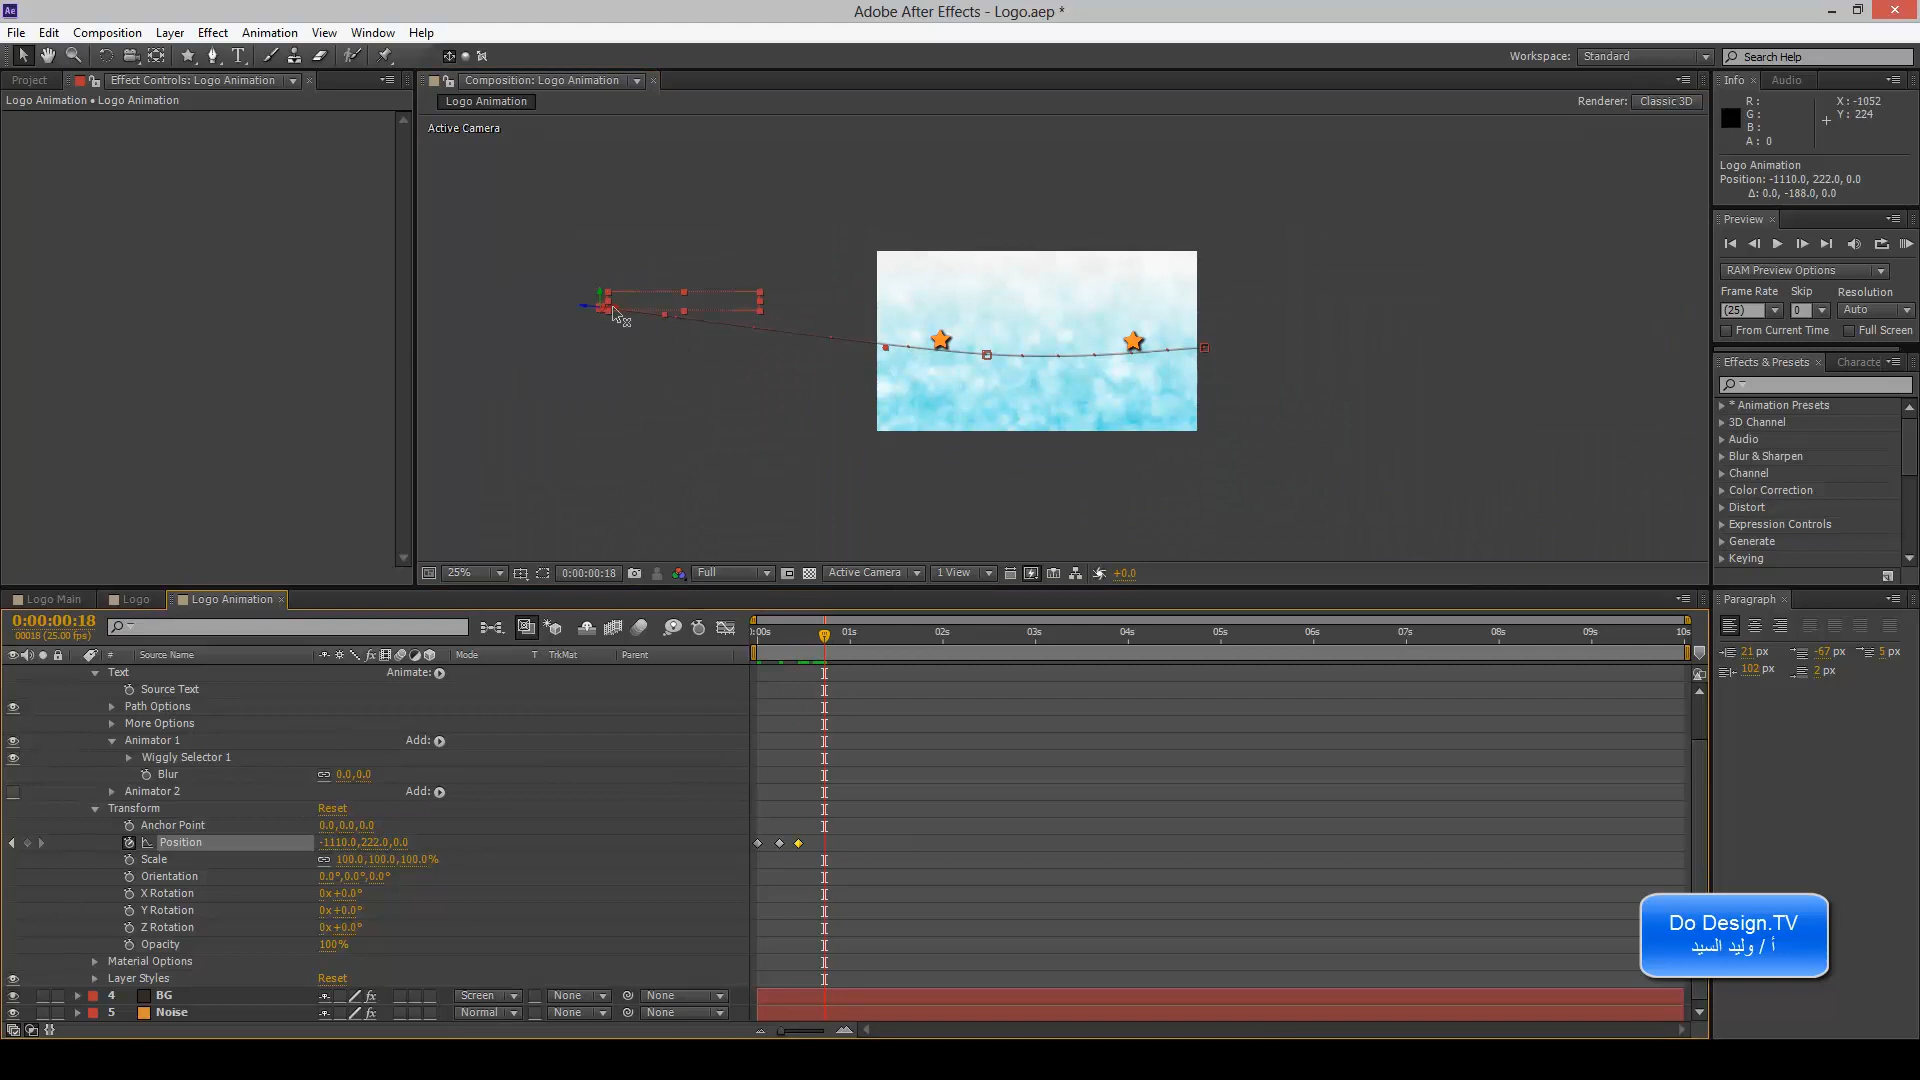 Ae
Adobe After Effects - Logo.aep *
File Edit Composition Layer Effect Animation View Window Help
Workspace: Standard Search Help
Project Effect Controls: Logo Animation
Logo Animation • Logo Animation
Composition: Logo Animation
Logo Animation
Renderer: Classic 3D
Active Camera
Info Audio
R :
G :
B :
A : 0
X : -1052
Y : 224
Logo Animation
Position: -1110.0, 222.0, 0.0
Δ: 0.0, -188.0, 0.0
Preview
RAM Preview Options
Frame Rate Skip Resolution
(25) 0 Auto
From Current Time Full Screen
Effects & Presets Characte
* Animation Presets
3D Channel
Audio
Blur & Sharpen
Channel
Color Correction
Distort
Expression Controls
Generate
Keying
25% 0:00:00:18 Full Active Camera 1 View +0.0
Logo Main Logo Logo Animation
0:00:00:18
00018 (25.00 fps)
# Source Name Mode T TrkMat Parent
:00s 01s 02s 03s 04s 05s 06s 07s 08s 09s 10s
Text Animate:
Source Text
Path Options
More Options
Animator 1 Add:
Wiggly Selector 1
Blur 0.0,0.0
Animator 2 Add:
Transform Reset
Anchor Point 0.0,0.0,0.0
Position -1110.0,222.0,0.0
Scale 100.0,100.0,100.0%
Orientation 0.0°,0.0°,0.0°
X Rotation 0x+0.0°
Y Rotation 0x+0.0°
Z Rotation 0x+0.0°
Opacity 100%
Material Options
Layer Styles Reset
4 BG Screen None None
5 Noise Normal None None
Paragraph
21 px -67 px 5 px
102 px 2 px
Do Design.TV
أ / وليد السيد